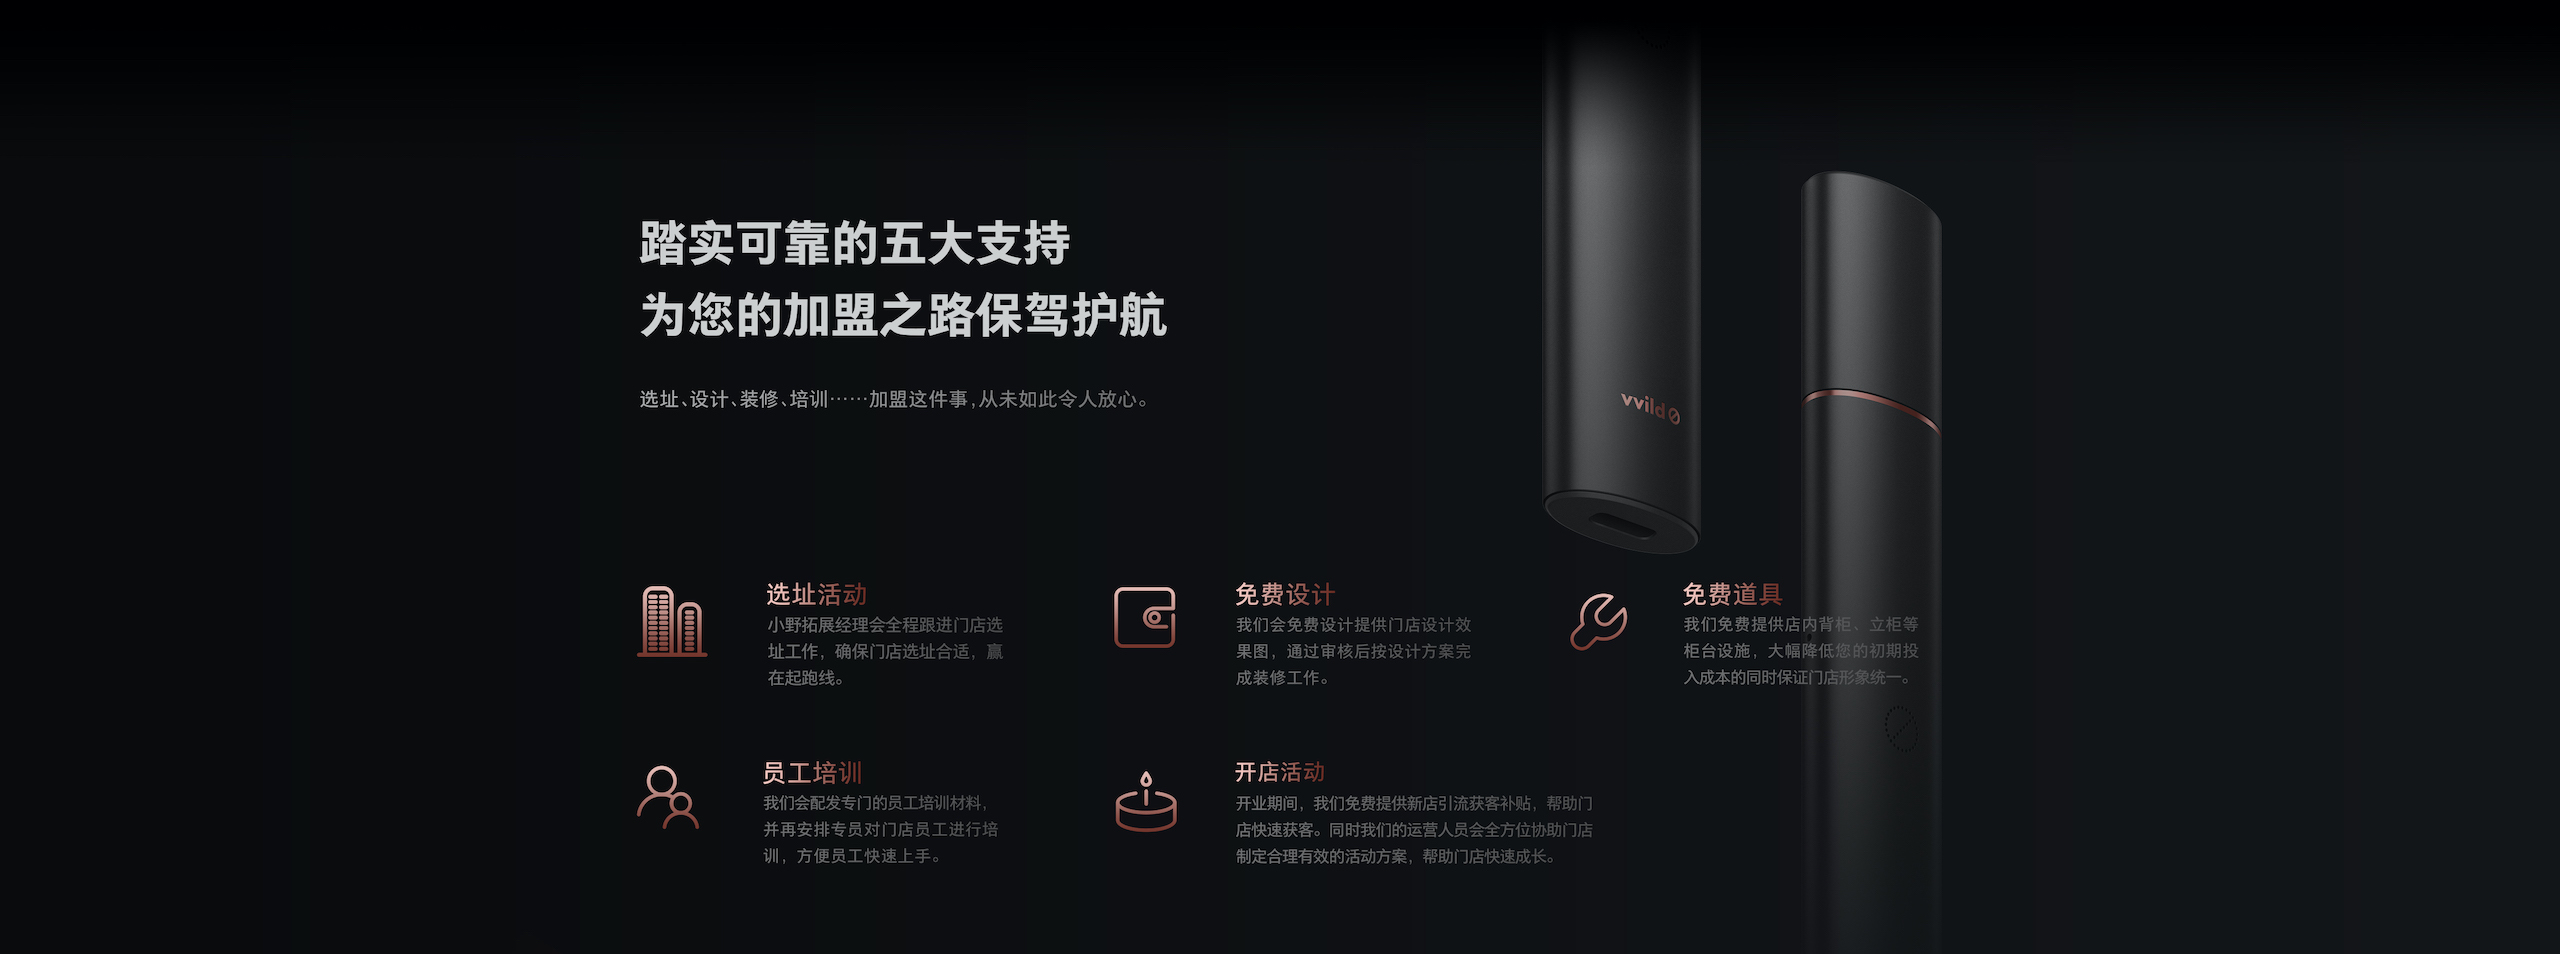 踏实可靠的五大支持
为您的加盟之路保驾护航
选址、设计、装修、培训……加盟这件事,从未如此令人放心。
vvild
选址活动
小野拓展经理会全程跟进门店选
址工作，确保门店选址合适，赢
在起跑线。
免费设计
我们会免费设计提供门店设计效
果图，通过审核后按设计方案完
成装修工作。
免费道具
我们免费提供店内背柜、立柜等
柜台设施，大幅降低您的初期投
入成本的同时保证门店形象统一。
员工培训
我们会配发专门的员工培训材料，
并再安排专员对门店员工进行培
训，方便员工快速上手。
开店活动
开业期间，我们免费提供新店引流获客补贴，帮助门
店快速获客。同时我们的运营人员会全方位协助门店
制定合理有效的活动方案，帮助门店快速成长。